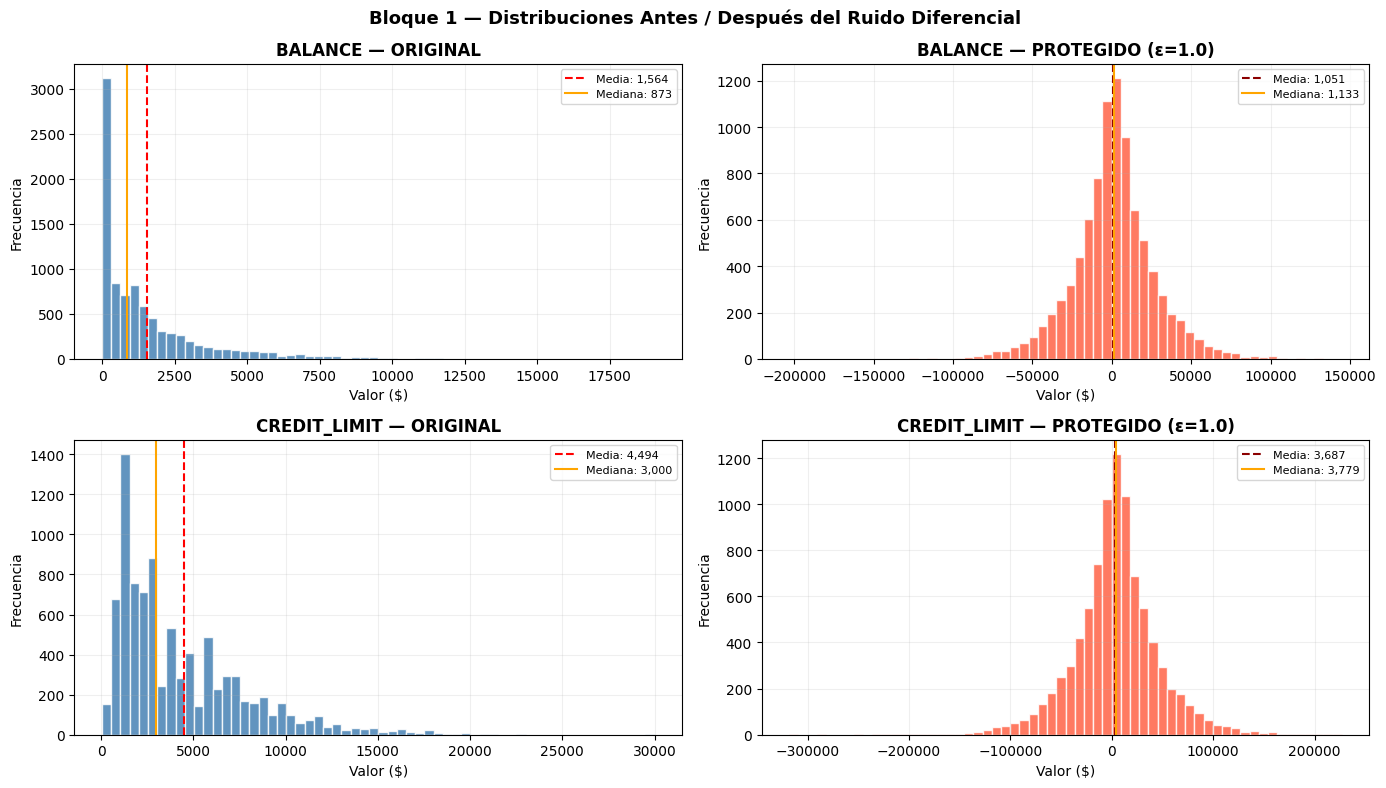 Bloque 1 — Distribuciones Antes / Después del Ruido Diferencial
BALANCE — ORIGINAL
Media: 1,564
Mediana: 873
Frecuencia
3000
2500
2000
1500
1000
500
0
0 2500 5000 7500 10000 12500 15000 17500
Valor ($)
BALANCE — PROTEGIDO (ε=1.0)
Media: 1,051
Mediana: 1,133
Frecuencia
1200
1000
800
600
400
200
0
−200000 −150000 −100000 −50000 0 50000 100000 150000
Valor ($)
CREDIT_LIMIT — ORIGINAL
Media: 4,494
Mediana: 3,000
Frecuencia
1400
1200
1000
800
600
400
200
0
0 5000 10000 15000 20000 25000 30000
Valor ($)
CREDIT_LIMIT — PROTEGIDO (ε=1.0)
Media: 3,687
Mediana: 3,779
Frecuencia
1200
1000
800
600
400
200
0
−300000 −200000 −100000 0 100000 200000
Valor ($)